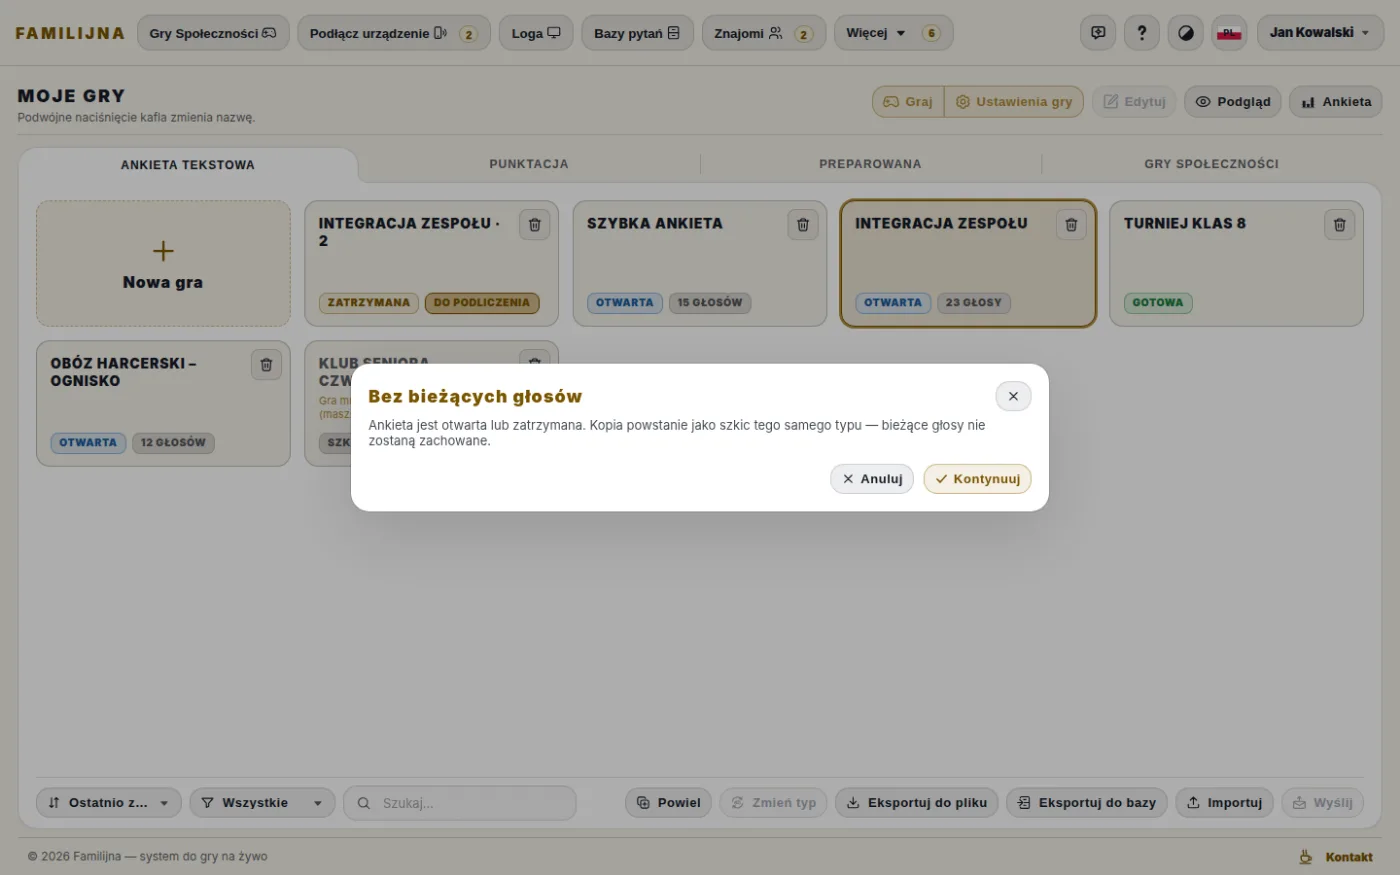 FAMILIJNA
Gry Społeczności
Podłącz urządzenie 2
Loga
Bazy pytań
Znajomi 2
Więcej 6
PL
Jan Kowalski
MOJE GRY
Podwójne naciśnięcie kafla zmienia nazwę.
Graj
Ustawienia gry
Edytuj
Podgląd
Ankieta
ANKIETA TEKSTOWA
PUNKTACJA
PREPAROWANA
GRY SPOŁECZNOŚCI
Nowa gra
INTEGRACJA ZESPOŁU ·
2
ZATRZYMANA
DO PODLICZENIA
SZYBKA ANKIETA
OTWARTA
15 GŁOSÓW
INTEGRACJA ZESPOŁU
OTWARTA
23 GŁOSY
TURNIEJ KLAS 8
GOTOWA
OBÓZ HARCERSKI –
OGNISKO
OTWARTA
12 GŁOSÓW
KLUB SENIORA
Gra
(masz
Bez bieżących głosów
Ankieta jest otwarta lub zatrzymana. Kopia powstanie jako szkic tego samego typu — bieżące głosy nie
zostaną zachowane.
Anuluj
Kontynuuj
Ostatnio z...
Wszystkie
Szukaj...
Powiel
Zmień typ
Eksportuj do pliku
Eksportuj do bazy
Importuj
Wyślij
© 2026 Familijna — system do gry na żywo
Kontakt